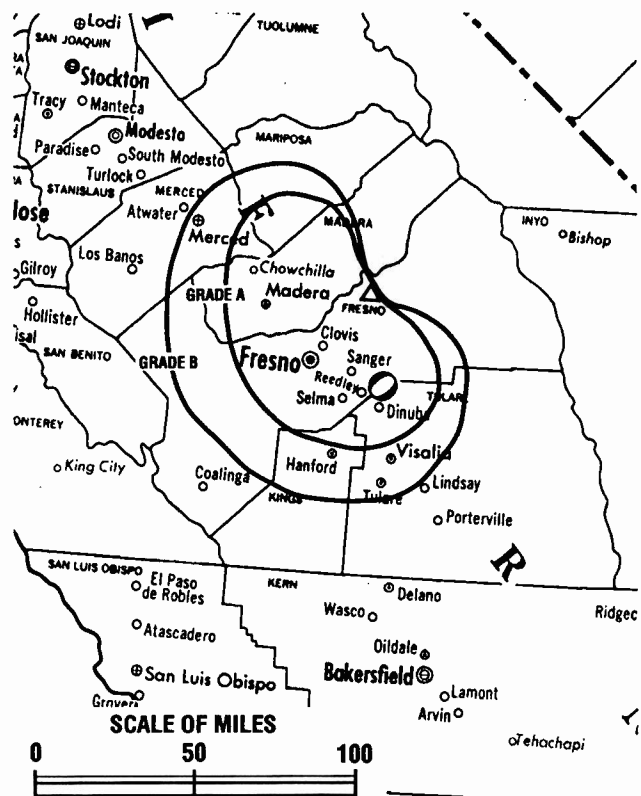 Lodi
SAN JOAQUIN
TUOLUMNE
Stockton
Tracy
Manteca
Modesto
MARIPOSA
Paradise
South Modesto
Turlock
STANISLAUS
MERCED
Atwater
Merced
MADERA
INYO
Bishop
Los Banos
Gilroy
Chowchilla
GRADE A
Madera
FRESNO
Hollister
Clovis
SAN BENITO
GRADE B
Fresno
Sanger
Reedley
Selma
Dinuba
TULARE
Visalia
Hanford
King City
Coalinga
KINGS
Tulare
Lindsay
Porterville
R
SAN LUIS OBISPO
El Paso
de Robles
KERN
Delano
Wasco
Atascadero
Oildale
San Luis Obispo
Bakersfield
Lamont
Arvin
Tehachapi
SCALE OF MILES
0 50 100